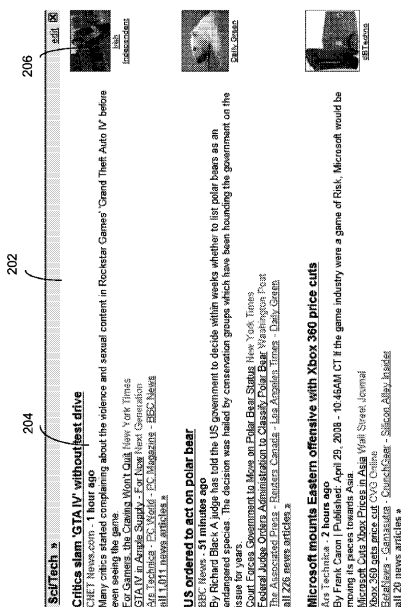 206
202
204
Sci/Tech »
edit
Critics slam 'GTA IV' without test drive
CNET News.com - 1 hour ago
Many critics started complaining about the violence and sexual content in Rockstar Games' 'Grand Theft Auto IV' before
even seeing the game.
For Gamers, the Craving Won't Quit New York Times
GTA4 Ample Supply - For Now Next Generation
Ars Technica - PC World - PC Magazine - BBC News
all 1,011 news articles »
Irish
Independent
US ordered to act on polar bear
BBC News - 51 minutes ago
By Richard Black A judge has told the US government to decide within weeks whether to list polar bears as an
endangered species. The decision was hailed by conservation groups which have been hounding the government on the
issue for years.
Court Forces Government to Move on Polar Bear Status New York Times
Federal Judge Orders Administration to Classify Polar Bear Washington Post
The Associated Press - Reuters Canada - Los Angeles Times - Daily Green
all 226 news articles »
Daily Green
Microsoft mounts Eastern offensive with Xbox 360 price cuts
Ars Technica - 2 hours ago
By Frank Caron | Published: April 29, 2008 - 10:46AM CT If the game industry were a game of Risk, Microsoft would be
moving its pieces towards Asia.
Microsoft Cuts Xbox Prices in Asia Wall Street Journal
Xbox 360 gets price cut CVG Online
BetaNews - Gamasutra - CrunchGear - Silicon Alley Insider
all 20 news articles »
dBTechno